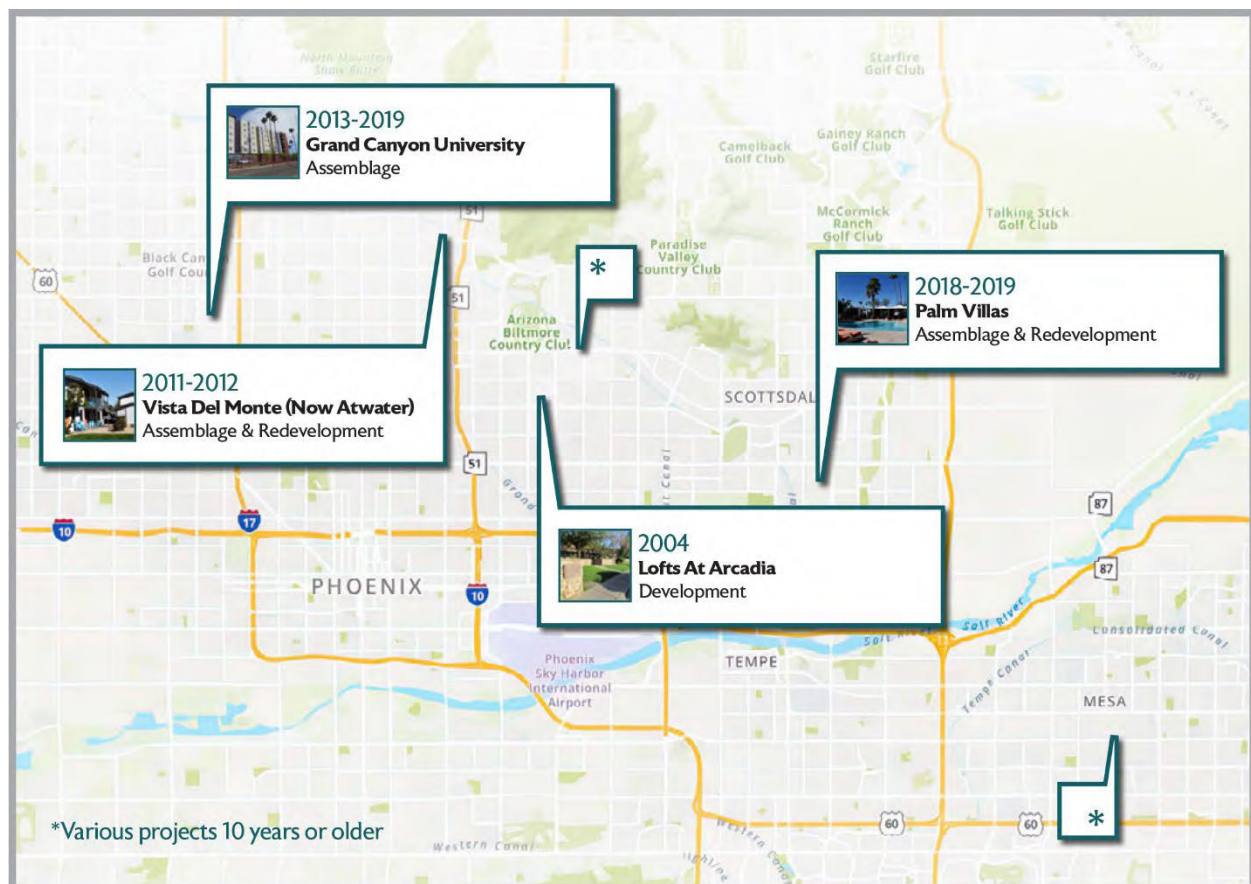 North Mountain
Shaw Butte
Starfire
Golf Club
2013-2019
Grand Canyon University
Assemblage
Gainey Ranch
Golf Club
Camelback
Golf Club
51
McCormick
Ranch
Golf Club
Talking Stick
Golf Club
Paradise
Valley
Country Club
*
Golf
60
51
Arizona
Biltmore
Country
2018-2019
Palm Villas
Assemblage & Redevelopment
2011-2012
Vista Del Monte (Now Atwater)
Assemblage & Redevelopment
SCOTTSDAL
51
Canal
Grand
87
10
17
2004
Lofts At Arcadia
Development
87
PHOENIX
10
Salt River
Salt River
Consolidated Canal
TEMPE
Phoenix
Sky Harbor
International
Airport
Tempe Canal
MESA
*
*Various projects 10 years or older
60
60
Western Canal
Western Canal